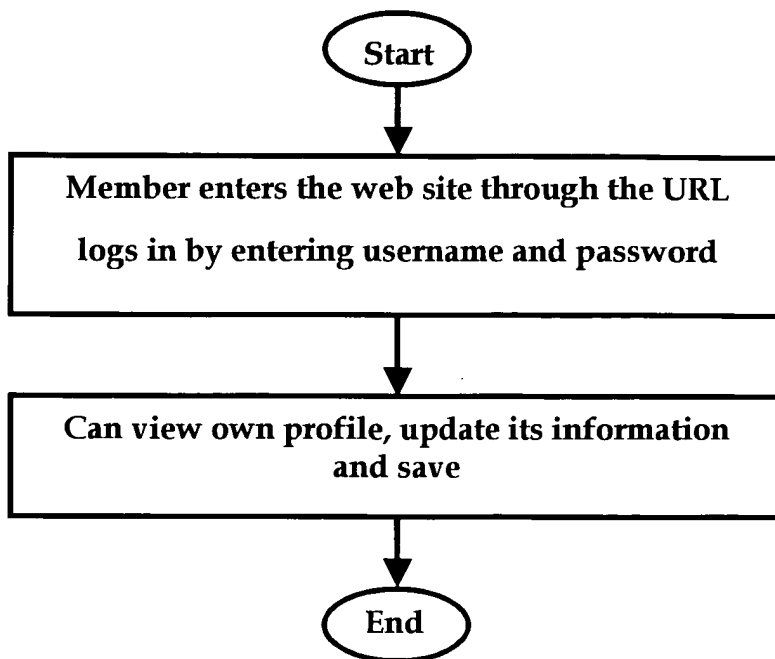 Start
Member enters the web site through the URL
logs in by entering username and password
Can view own profile, update its information
and save
End